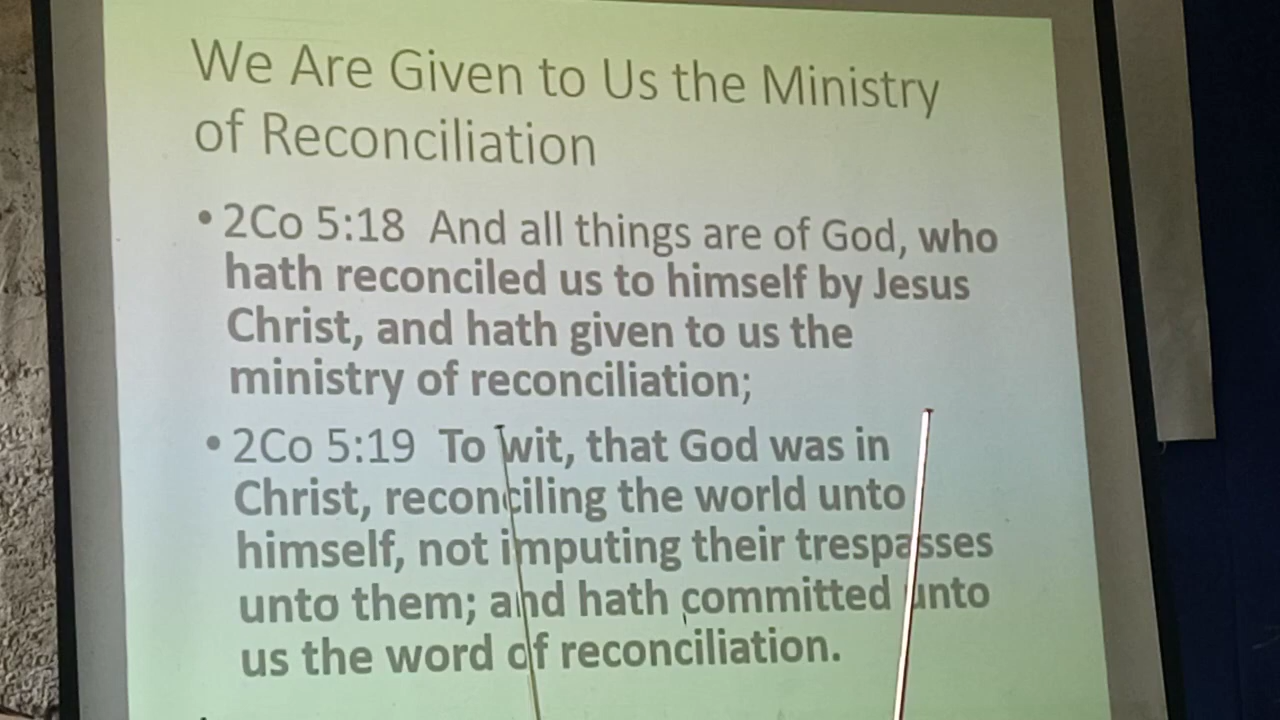 We Are Given to Us the Ministry
of Reconciliation
• 2Co 5:18 And all things are of God, who
hath reconciled us to himself by Jesus
Christ, and hath given to us the
ministry of reconciliation;
• 2Co 5:19 To wit, that God was in
Christ, reconciling the world unto
himself, not imputing their trespasses
unto them; and hath committed unto
us the word of reconciliation.